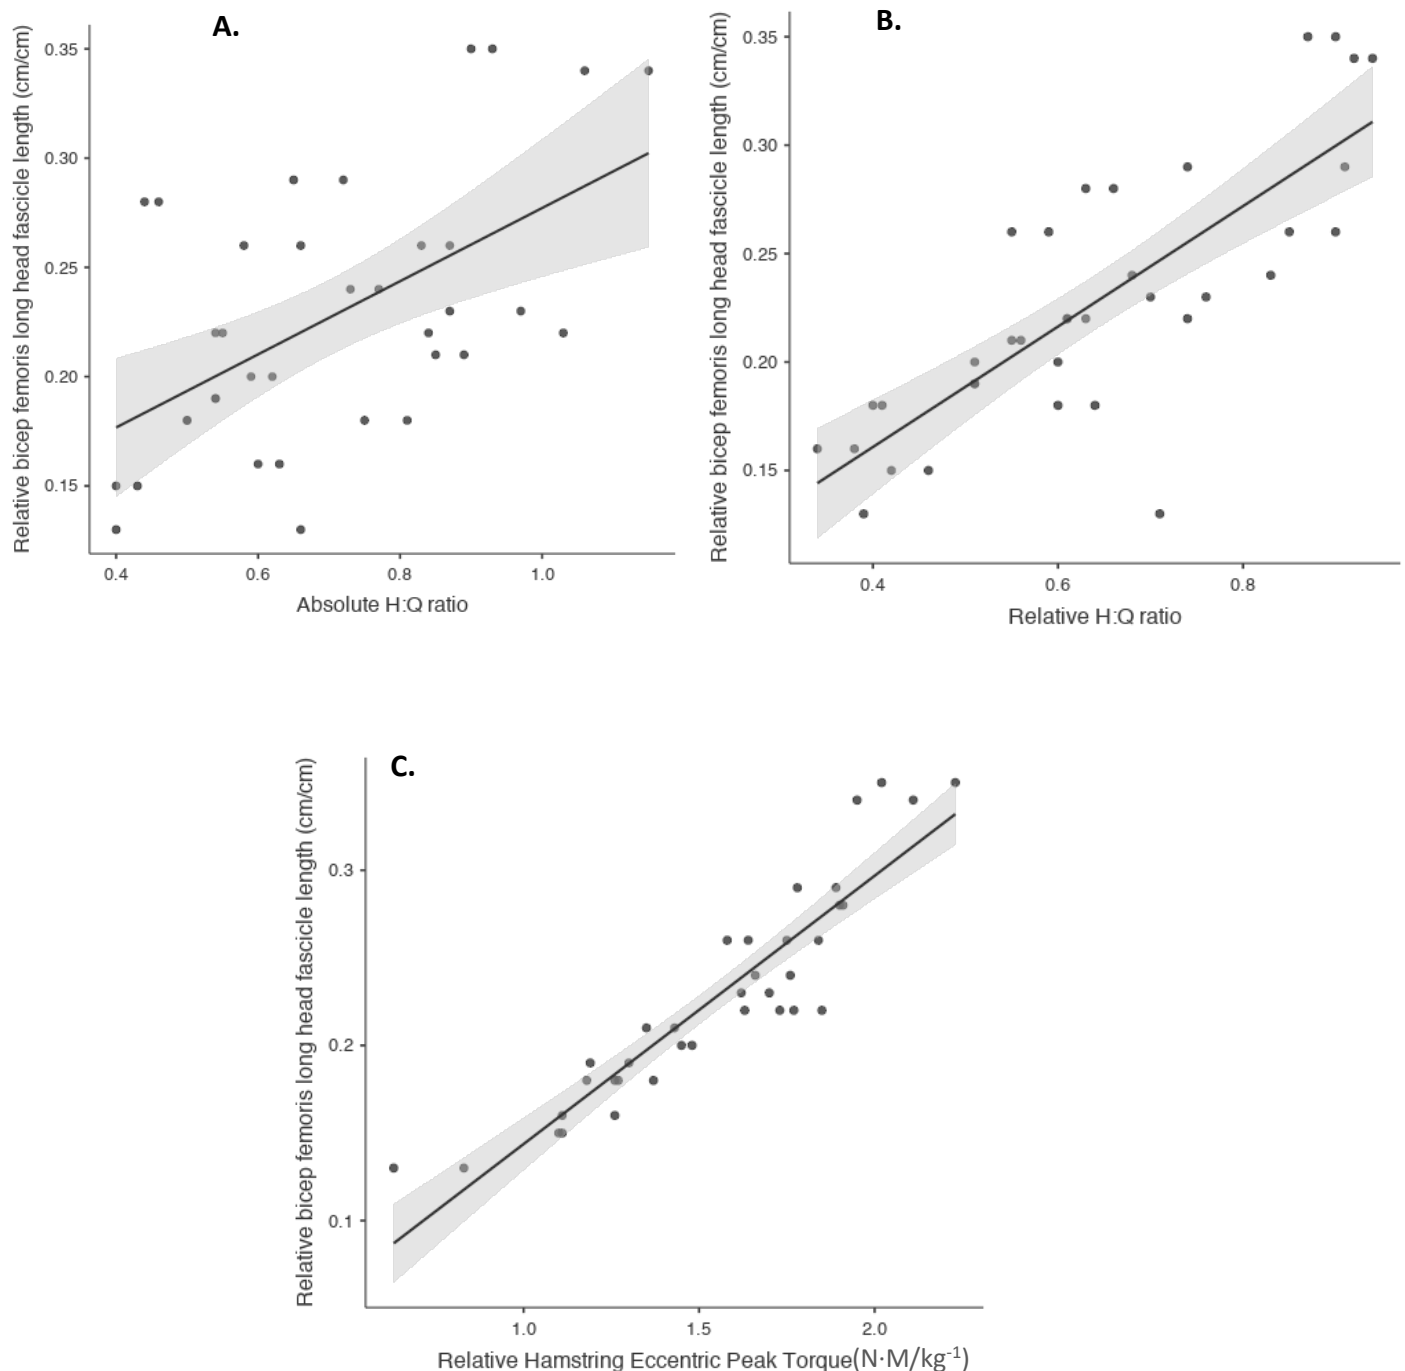 A.
Relative bicep femoris long head fascicle length (cm/cm)
0.35
0.30
0.25
0.20
0.15
0.4 0.6 0.8 1.0
Absolute H:Q ratio
B.
Relative bicep femoris long head fascicle length (cm/cm)
0.35
0.30
0.25
0.20
0.15
0.4 0.6 0.8
Relative H:Q ratio
C.
Relative bicep femoris long head fascicle length (cm/cm)
0.3
0.2
0.1
1.0 1.5 2.0
Relative Hamstring Eccentric Peak Torque(N·M/kg⁻¹)